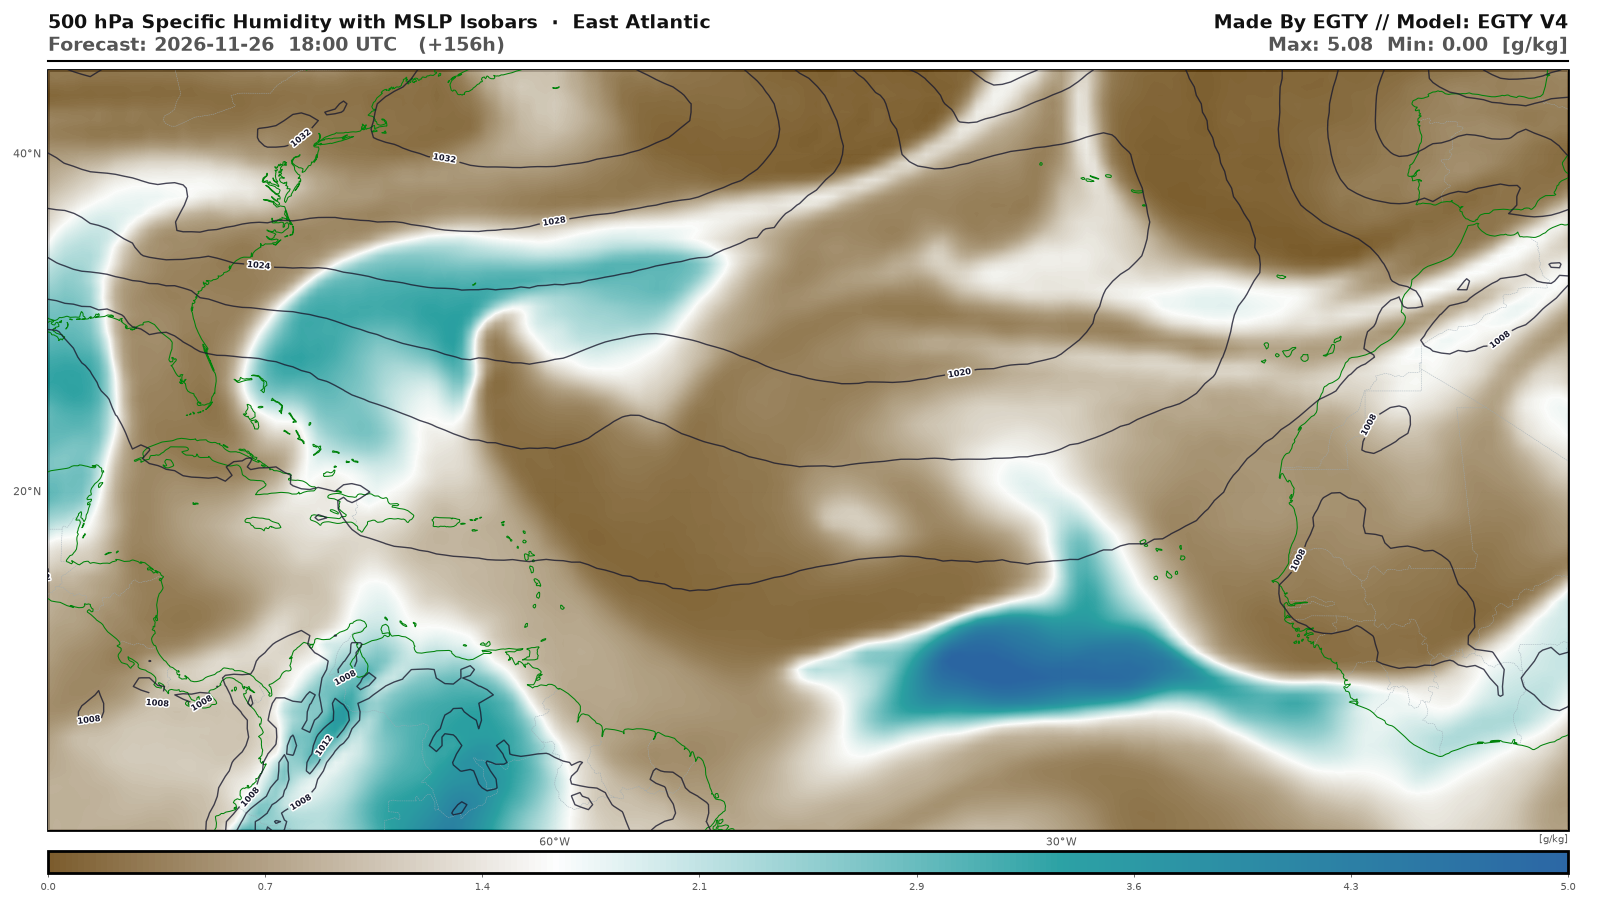 500 hPa Specific Humidity with MSLP Isobars · East Atlantic
Made By EGTY // Model: EGTY V4
Forecast: 2026-11-26 18:00 UTC (+156h)
Max: 5.08 Min: 0.00 [g/kg]
1032
1032
40°N
1028
1024
1008
1020
1008
20°N
1008
1008
1008
1008
1008
1012
1008
1008
60°W
30°W
[g/kg]
0.0
0.7
1.4
2.1
2.9
3.6
4.3
5.0